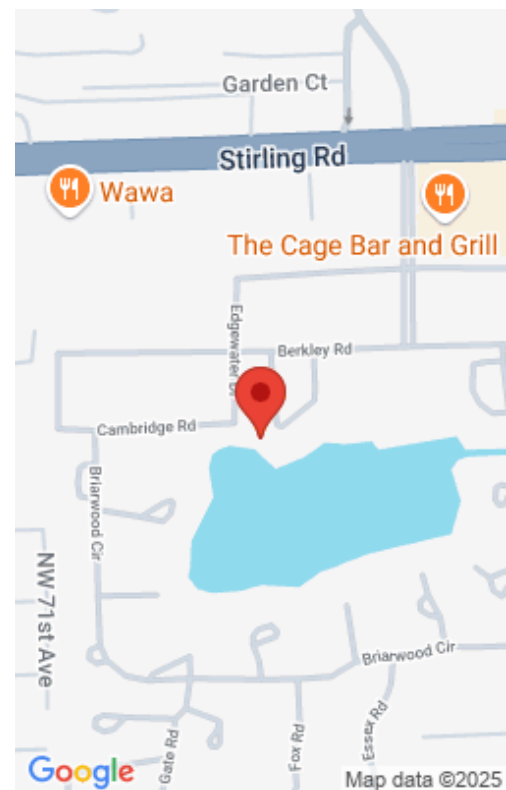 Garden Ct
Stirling Rd
Wawa
The Cage Bar and Grill
Edgewater Dr
Berkley Rd
Cambridge Rd
Briarwood Cir
NW 71st Ave
Briarwood Cir
Gate Rd
Fox Rd
Essex Rd
Google
Map data ©2025